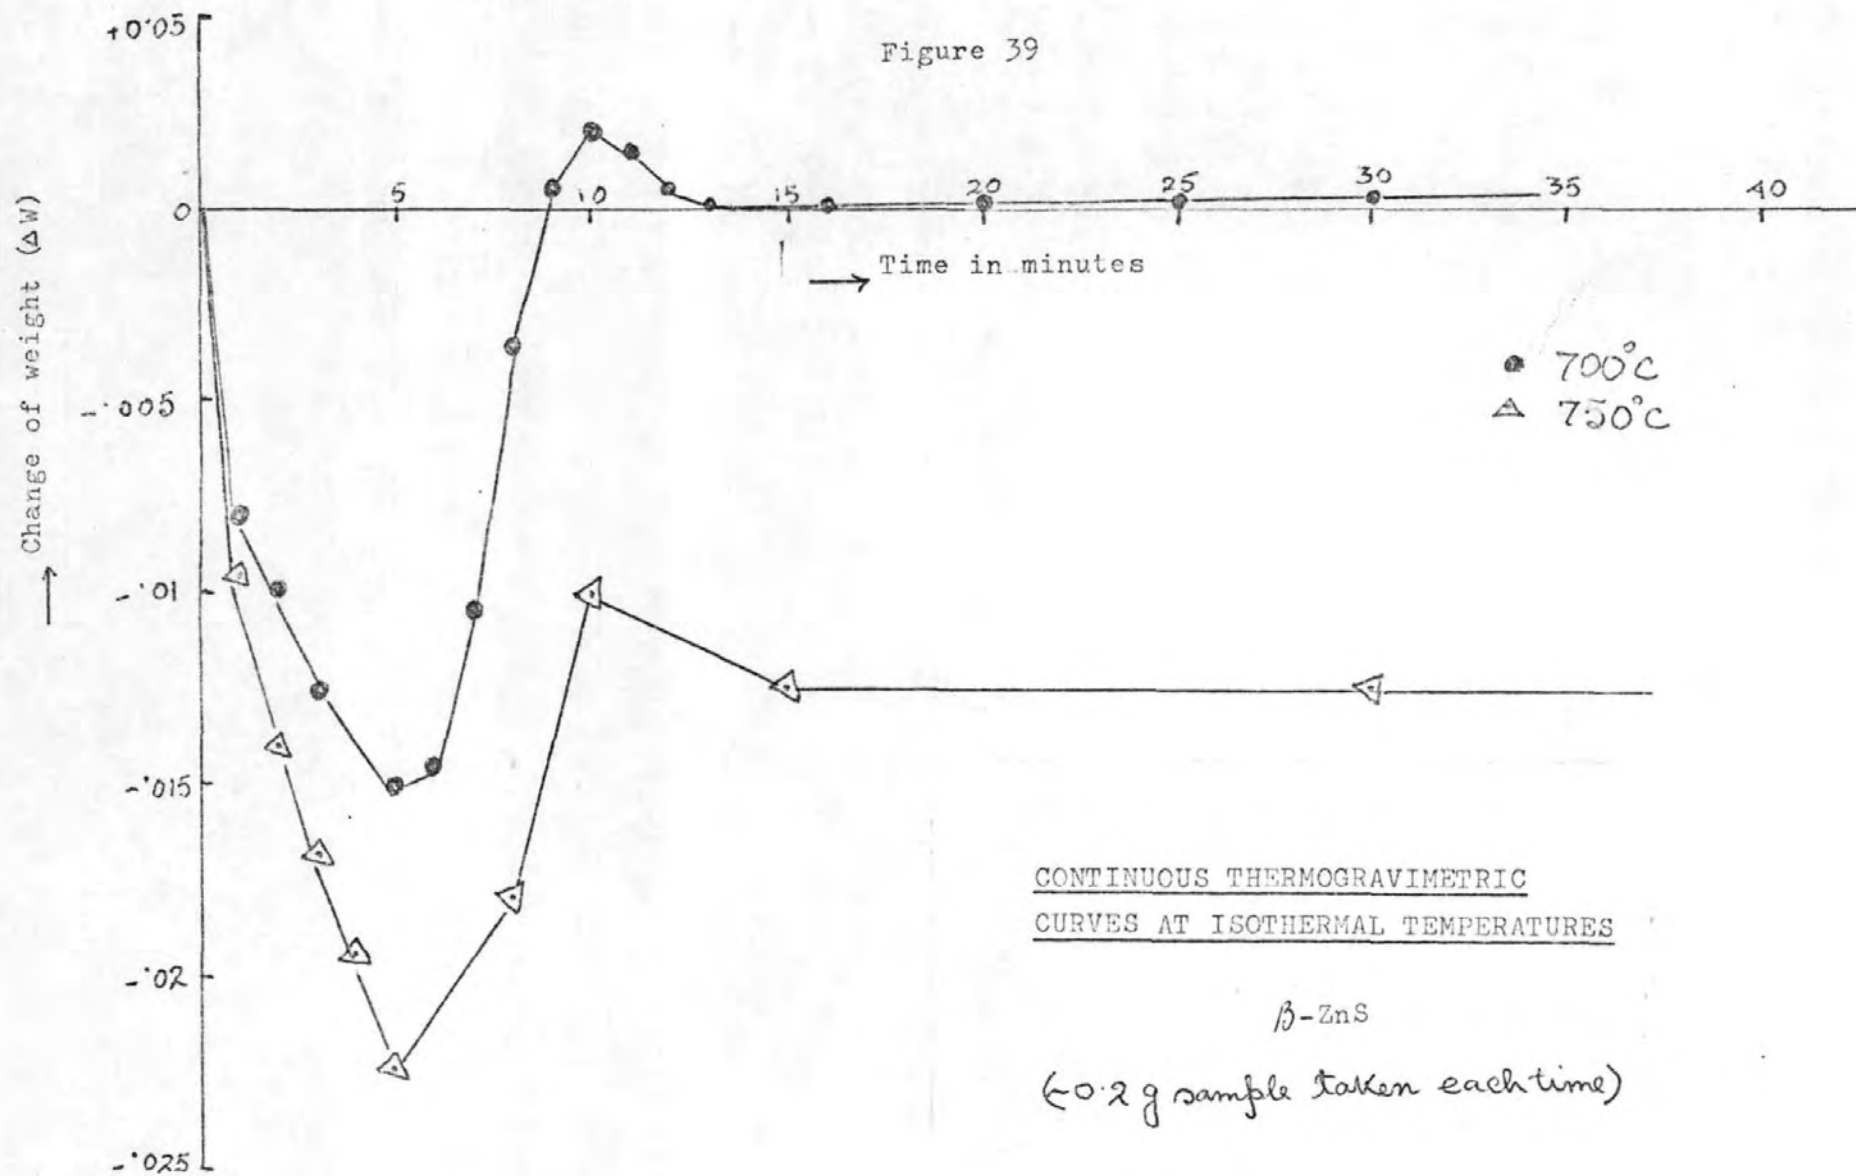 Figure 39
+0.05
0
-.005
-.01
-.015
-.02
-.025
Change of weight (ΔW)
5 10 15 20 25 30 35 40
Time in minutes
700°C
750°C
CONTINUOUS THERMOGRAVIMETRIC
CURVES AT ISOTHERMAL TEMPERATURES
β-ZnS
(~0.2 g sample taken each time)